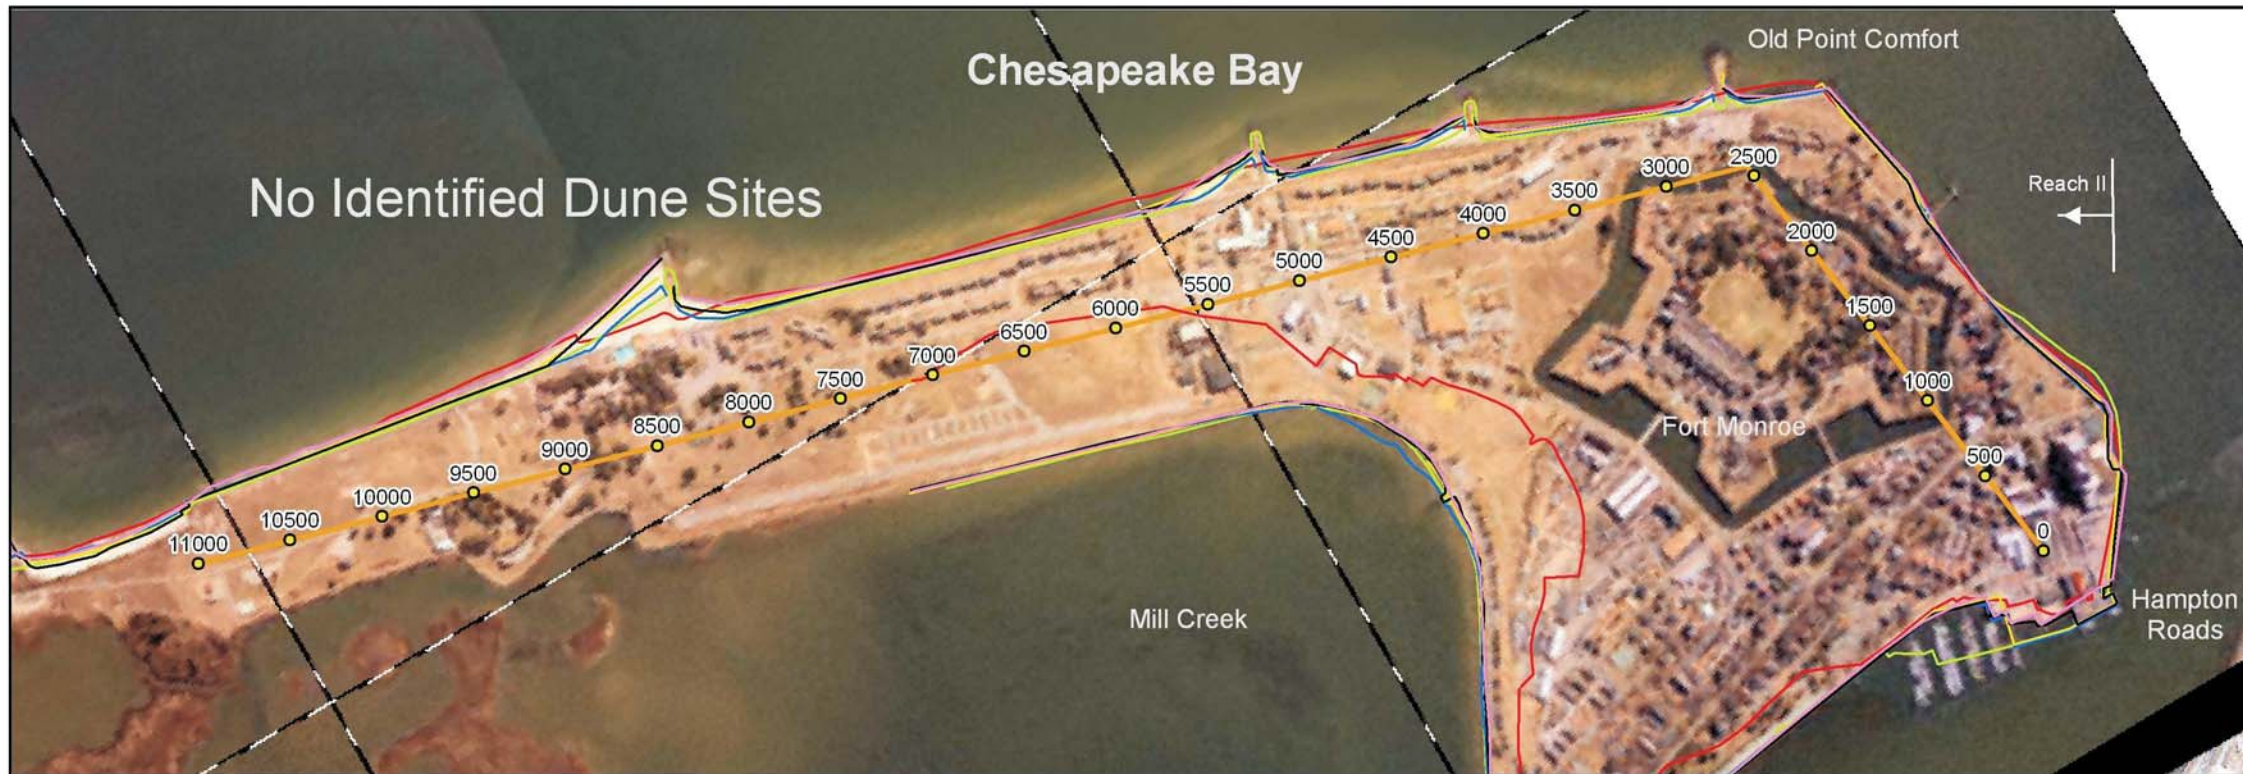 Old Point Comfort
Chesapeake Bay
No Identified Dune Sites
Reach II
2500
3000
3500
2000
4000
4500
5000
5500
1500
6000
6500
7000
7500
1000
8000
8500
Fort Monroe
9000
500
9500
10000
10500
0
11000
Mill Creek
Hampton
Roads